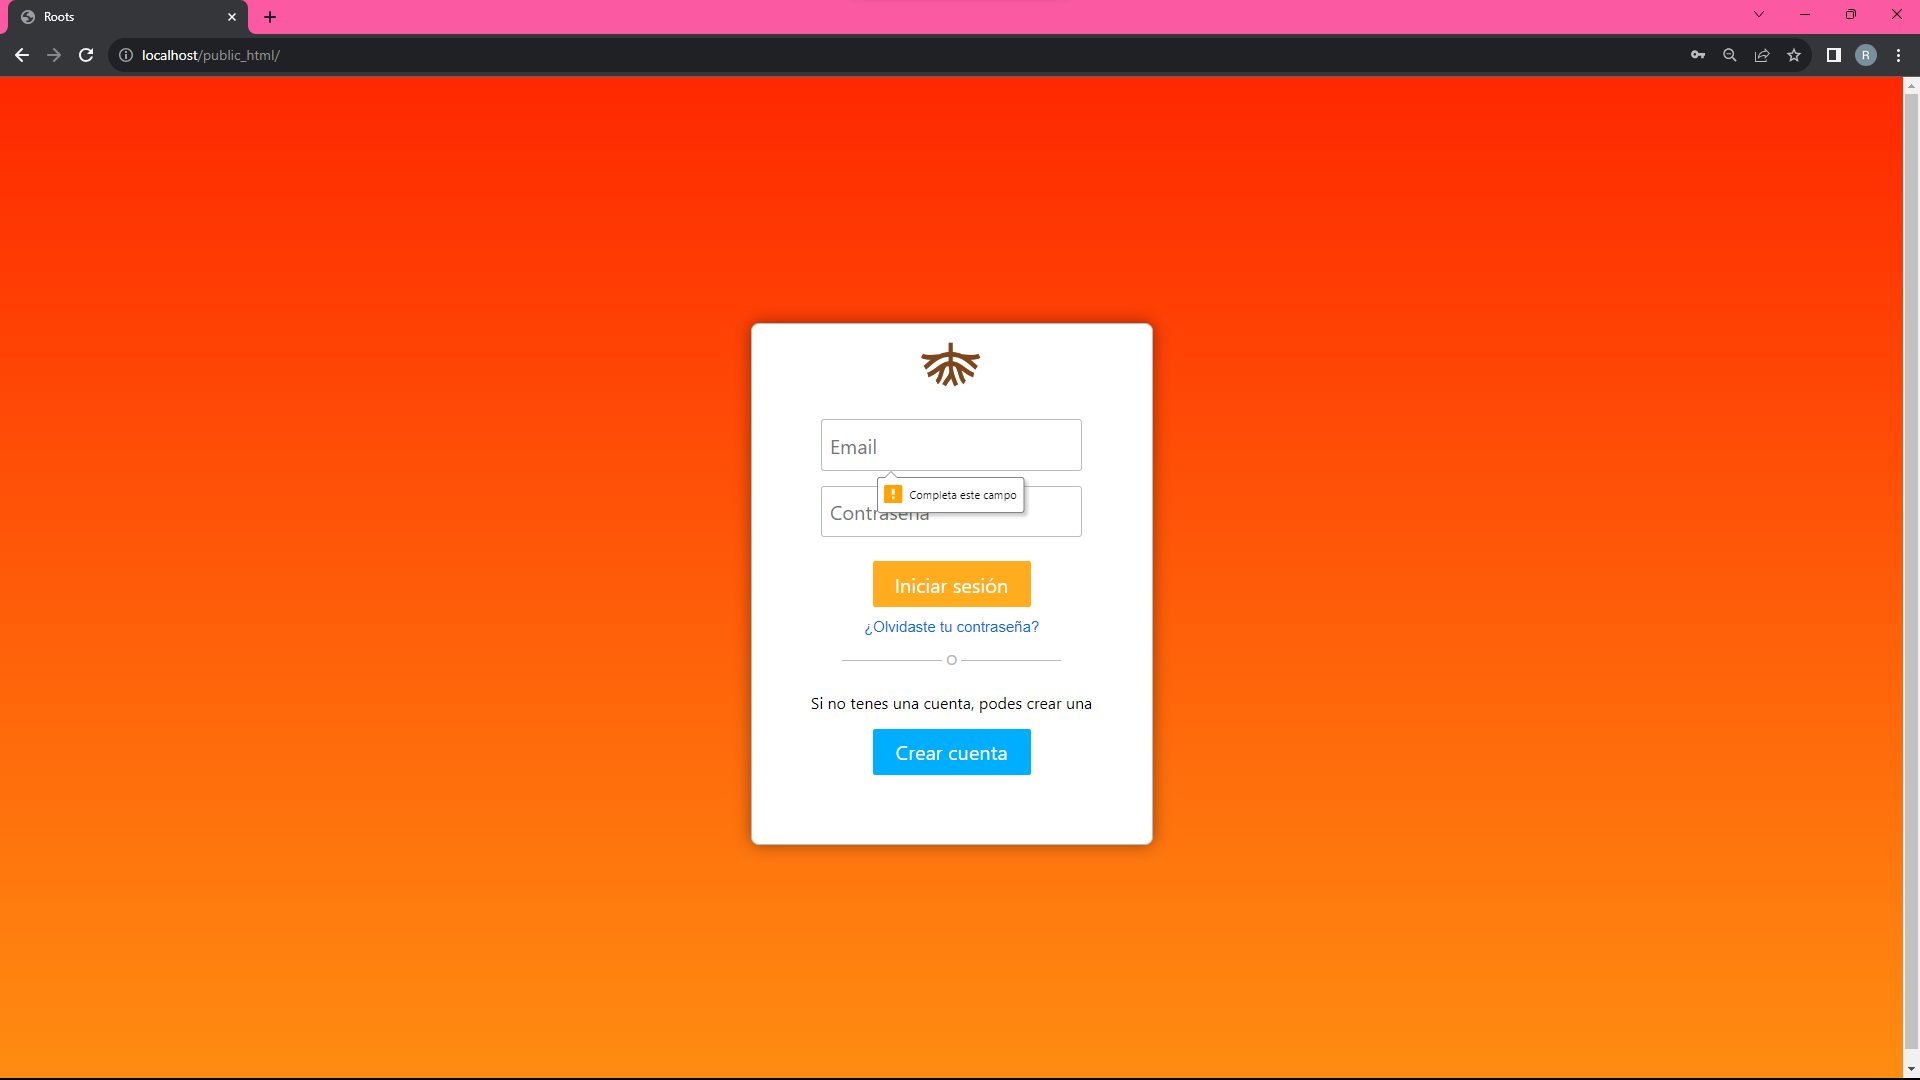 Roots
localhost/public_html/
R
Email
Completa este campo
Contraseña
Iniciar sesión
¿Olvidaste tu contraseña?
O
Si no tenes una cuenta, podes crear una
Crear cuenta